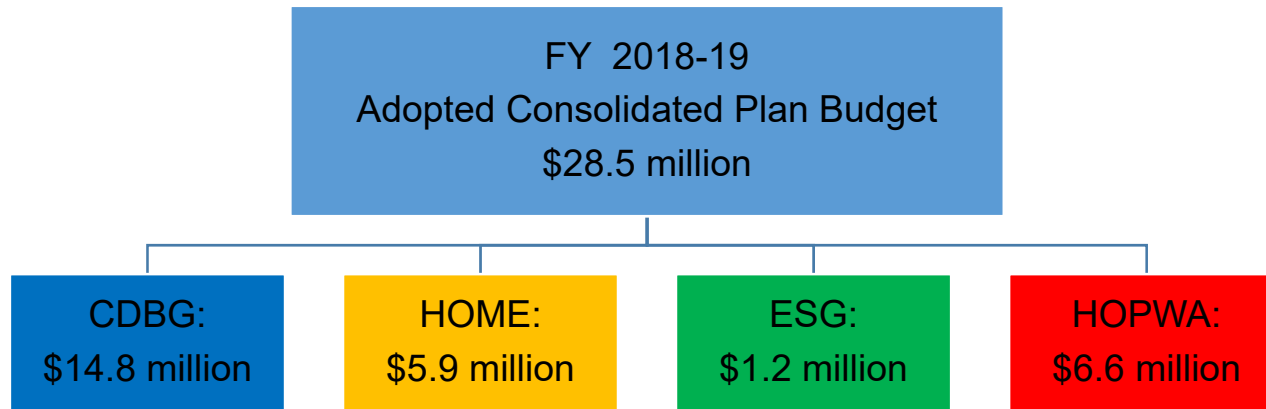 FY 2018-19
Adopted Consolidated Plan Budget
$28.5 million
CDBG:
$14.8 million
HOME:
$5.9 million
ESG:
$1.2 million
HOPWA:
$6.6 million